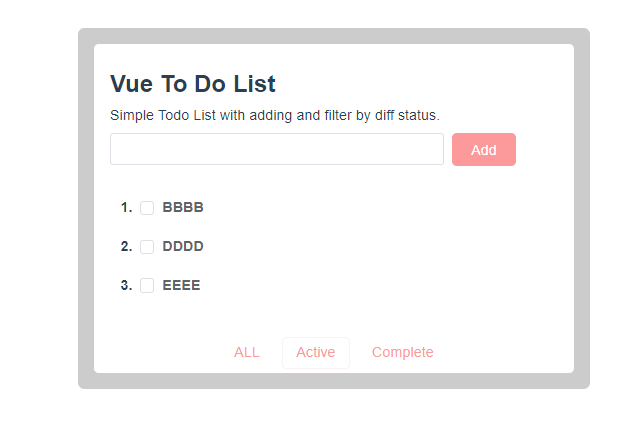 Vue To Do List
Simple Todo List with adding and filter by diff status.
Add
1. BBBB
2. DDDD
3. EEEE
ALL Active Complete